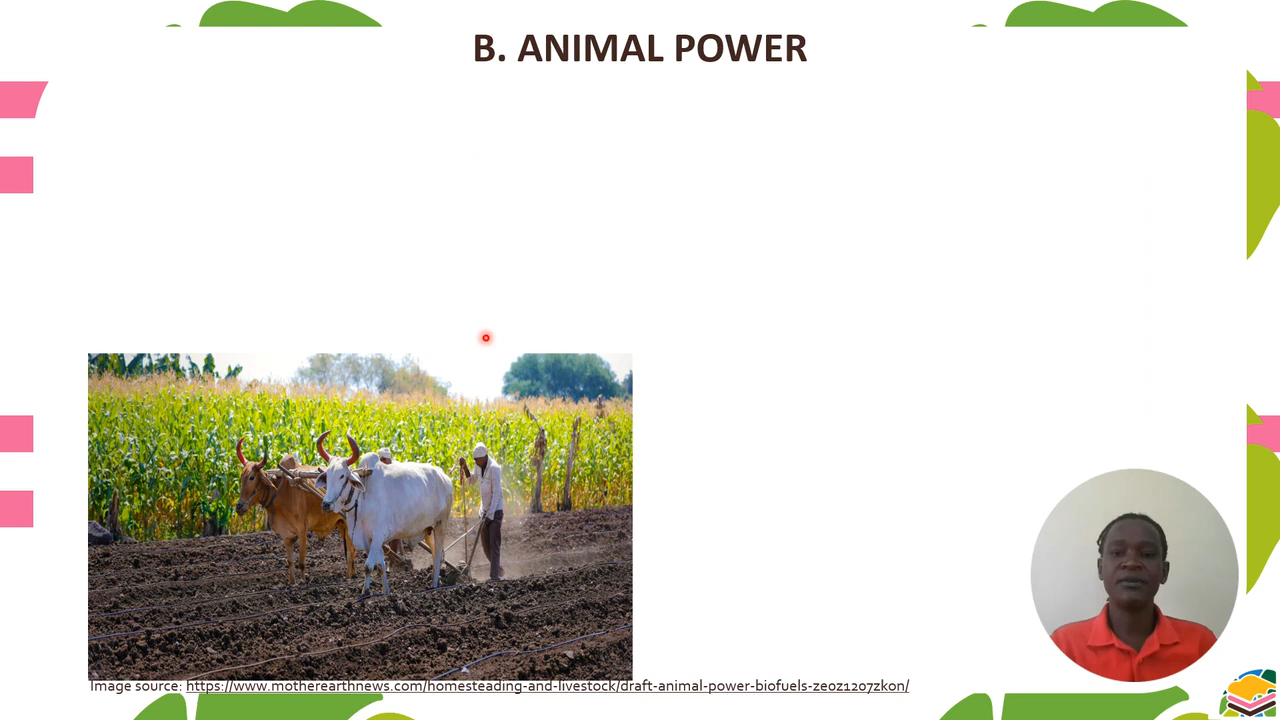 B. ANIMAL POWER
Image source: https://www.motherearthnews.com/homesteading-and-livestock/draft-animal-power-biofuels-zeoz1207zkon/